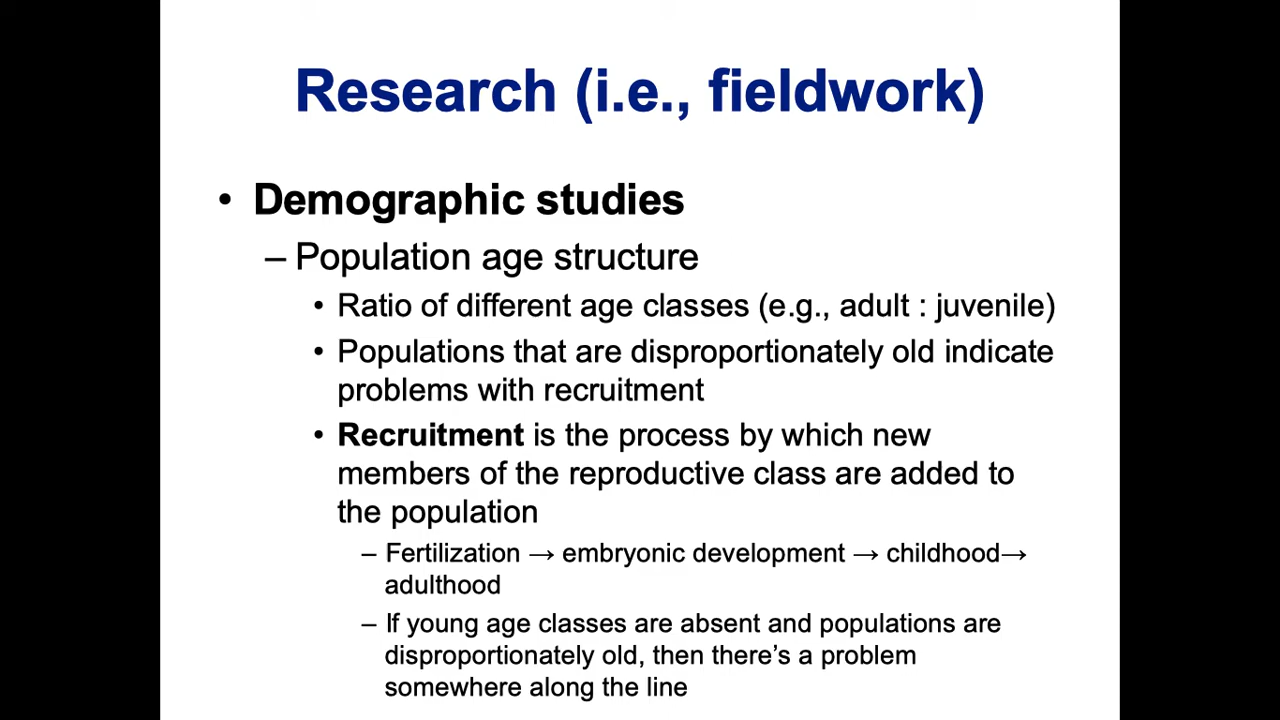 Research (i.e., fieldwork)
• Demographic studies
– Population age structure
• Ratio of different age classes (e.g., adult : juvenile)
• Populations that are disproportionately old indicate
problems with recruitment
• Recruitment is the process by which new
members of the reproductive class are added to
the population
– Fertilization → embryonic development → childhood→
adulthood
– If young age classes are absent and populations are
disproportionately old, then there’s a problem
somewhere along the line